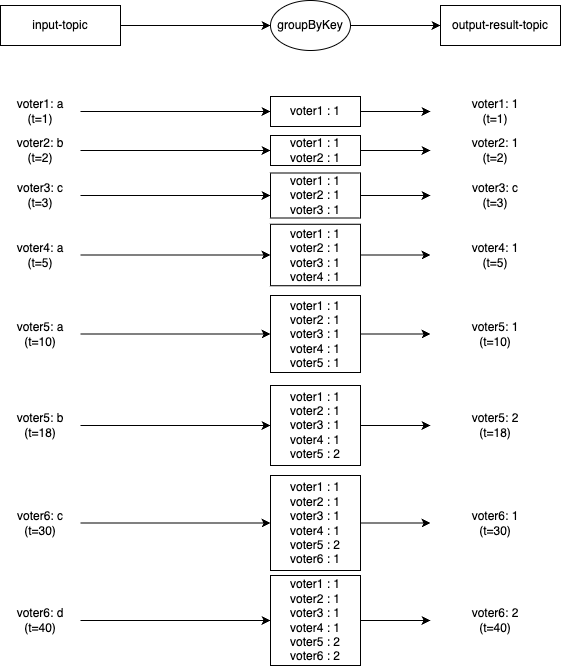 input-topic
groupByKey
output-result-topic
voter1: a
(t=1)
voter1 : 1
voter1: 1
(t=1)
voter2: b
(t=2)
voter1 : 1
voter2 : 1
voter2: 1
(t=2)
voter3: c
(t=3)
voter1 : 1
voter2 : 1
voter3 : 1
voter3: c
(t=3)
voter4: a
(t=5)
voter1 : 1
voter2 : 1
voter3 : 1
voter4 : 1
voter4: 1
(t=5)
voter5: a
(t=10)
voter1 : 1
voter2 : 1
voter3 : 1
voter4 : 1
voter5 : 1
voter5: 1
(t=10)
voter5: b
(t=18)
voter1 : 1
voter2 : 1
voter3 : 1
voter4 : 1
voter5 : 2
voter5: 2
(t=18)
voter6: c
(t=30)
voter1 : 1
voter2 : 1
voter3 : 1
voter4 : 1
voter5 : 2
voter6 : 1
voter6: 1
(t=30)
voter6: d
(t=40)
voter1 : 1
voter2 : 1
voter3 : 1
voter4 : 1
voter5 : 2
voter6 : 2
voter6: 2
(t=40)